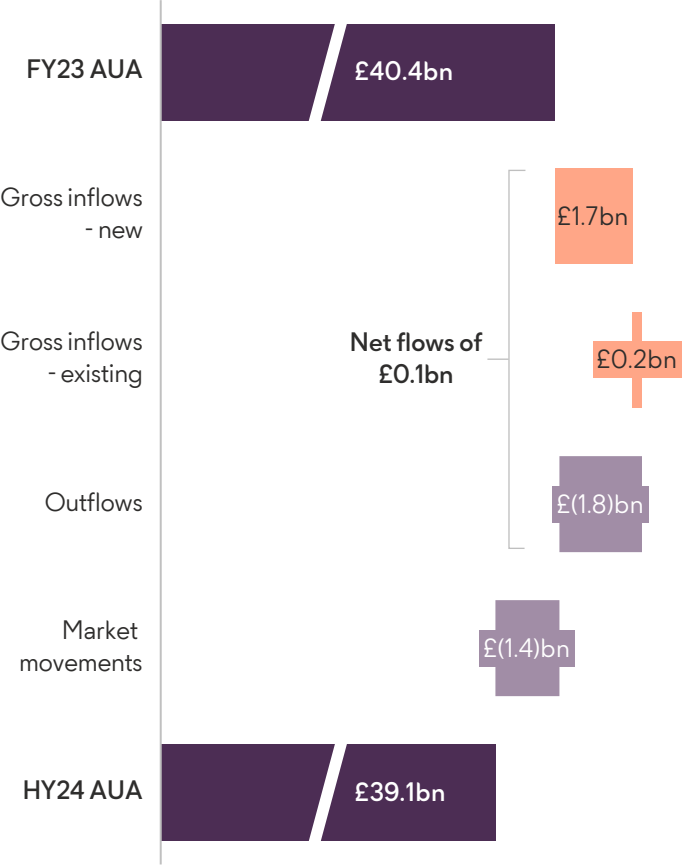 FY23 AUA
£40.4bn
Gross inflows
- new
£1.7bn
Gross inflows
- existing
Net flows of
£0.1bn
£0.2bn
Outflows
£(1.8)bn
Market
movements
£(1.4)bn
HY24 AUA
£39.1bn